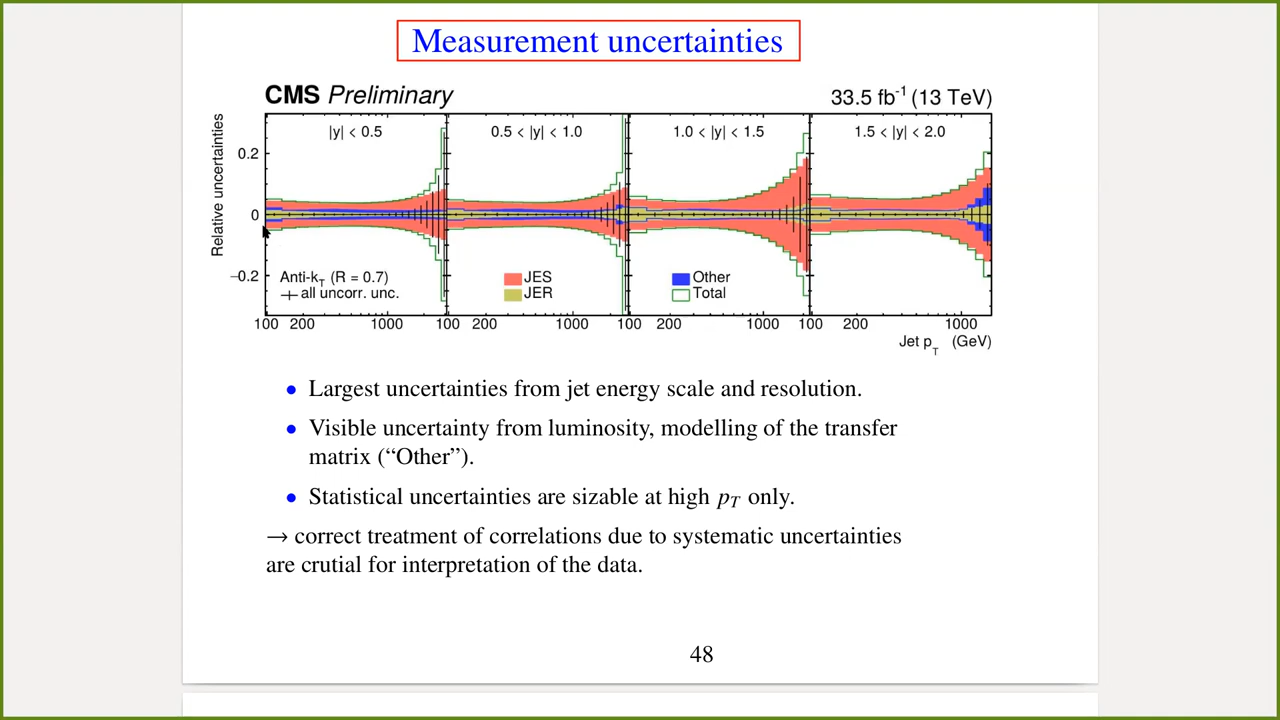 Measurement uncertainties
CMS Preliminary
33.5 fb⁻¹ (13 TeV)
Relative uncertainties
|y| < 0.5
0.5 < |y| < 1.0
1.0 < |y| < 1.5
1.5 < |y| < 2.0
0.2
0
−0.2
Anti-k_T (R = 0.7)
all uncorr. unc.
JES
JER
Other
Total
100 200 1000 100 200 1000 100 200 1000 100 200 1000
Jet p_T (GeV)
• Largest uncertainties from jet energy scale and resolution.
• Visible uncertainty from luminosity, modelling of the transfer
matrix (“Other”).
• Statistical uncertainties are sizable at high p_T only.
→ correct treatment of correlations due to systematic uncertainties
are crutial for interpretation of the data.
48